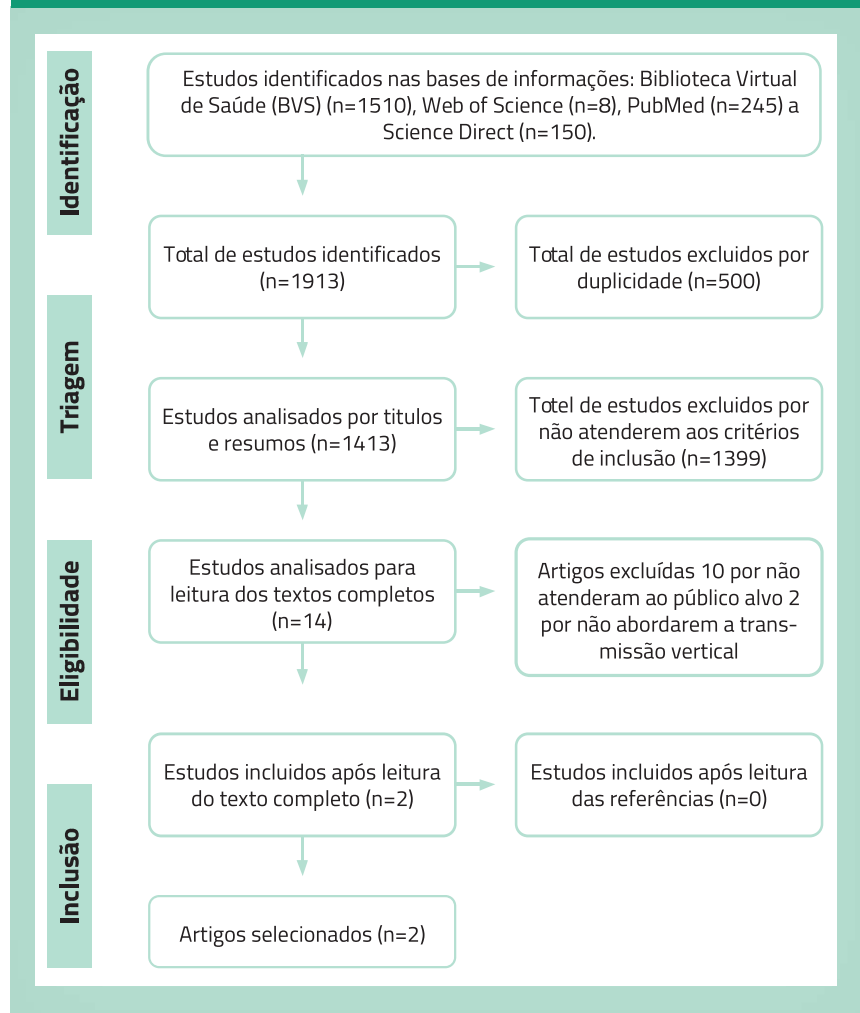 Identificação
Estudos identificados nas bases de informações: Biblioteca Virtual
de Saúde (BVS) (n=1510), Web of Science (n=8), PubMed (n=245) a
Science Direct (n=150).
Total de estudos identificados
(n=1913)
Total de estudos excluidos por
duplicidade (n=500)
Triagem
Estudos analisados por titulos
e resumos (n=1413)
Totel de estudos excluidos por
não atenderem aos critérios
de inclusão (n=1399)
Eligibilidade
Estudos analisados para
leitura dos textos completos
(n=14)
Artigos excluídas 10 por não
atenderam ao público alvo 2
por não abordarem a trans-
missão vertical
Inclusão
Estudos incluidos após leitura
do texto completo (n=2)
Estudos incluidos após leitura
das referências (n=0)
Artigos selecionados (n=2)